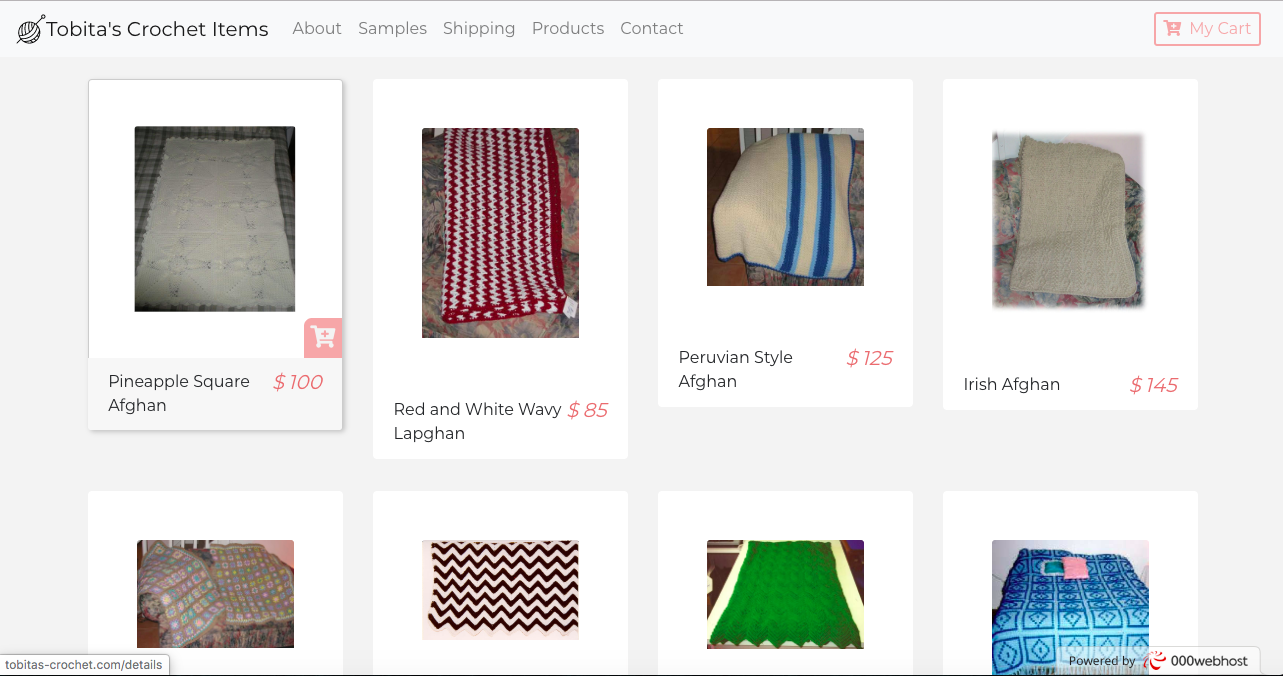 Tobita's Crochet Items About Samples Shipping Products Contact My Cart
Pineapple Square Afghan $ 100
Red and White Wavy Lapghan $ 85
Peruvian Style Afghan $ 125
Irish Afghan $ 145
tobitas-crochet.com/details
Powered by 000webhost